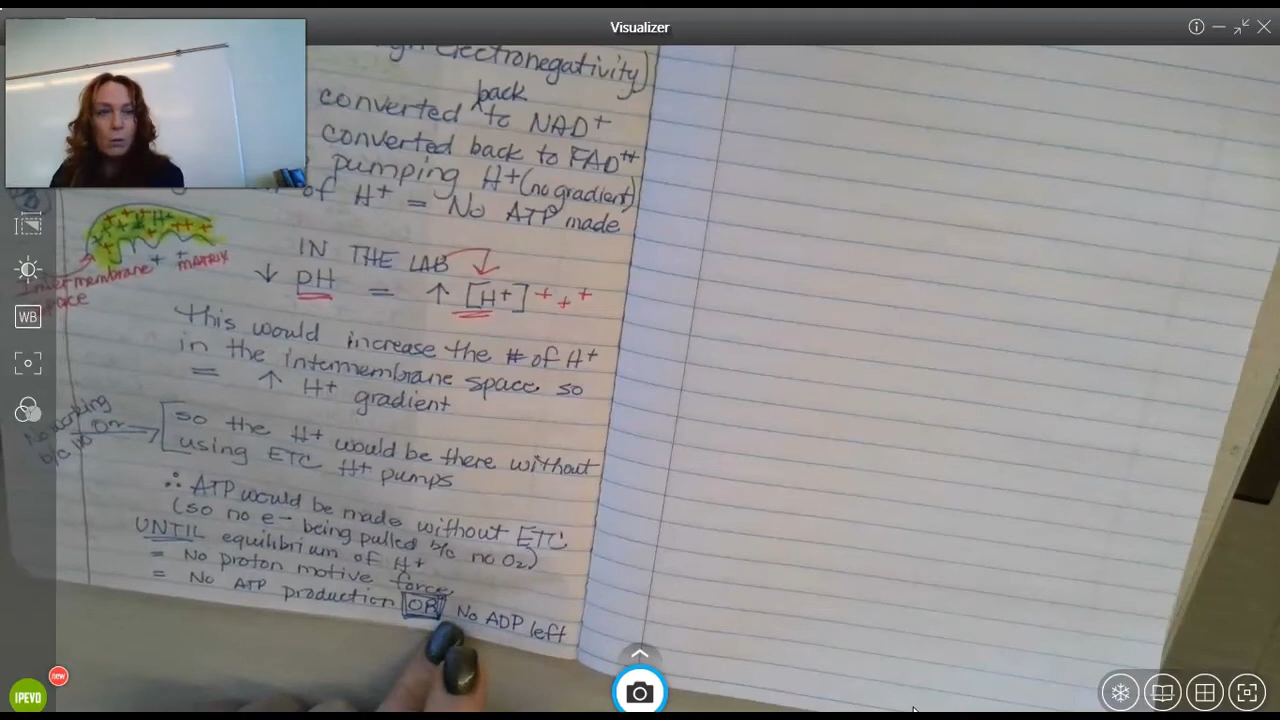 Visualizer
electronegativity)
converted back to NAD+
converted back to FAD++
pumping H+ (no gradient)
of H+ = No ATP made
IN THE LAB
↓ pH = ↑ [H+] + + +
Intermembrane space
+ + MATRIX
This would increase the # of H+
in the intermembrane space so
= ↑ H+ gradient
So the H+ would be there without
using ETC H+ pumps
∴ ATP would be made without ETC
(so no e- being pulled b/c no O2)
UNTIL equilibrium of H+
= No proton motive force
= No ATP production OR No ADP left
WB
new
IPEVO